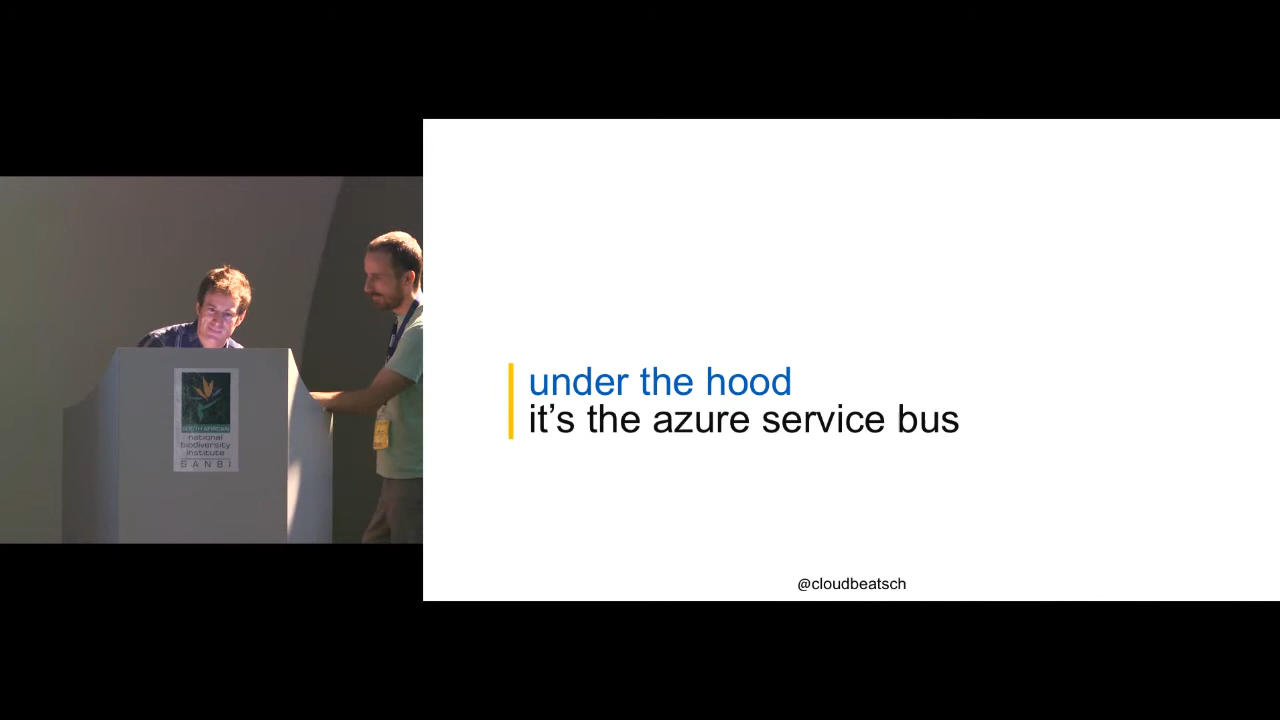 SOUTH AFRICAN
national
biodiversity
institute
SANBI
under the hood
it’s the azure service bus
@cloudbeatsch